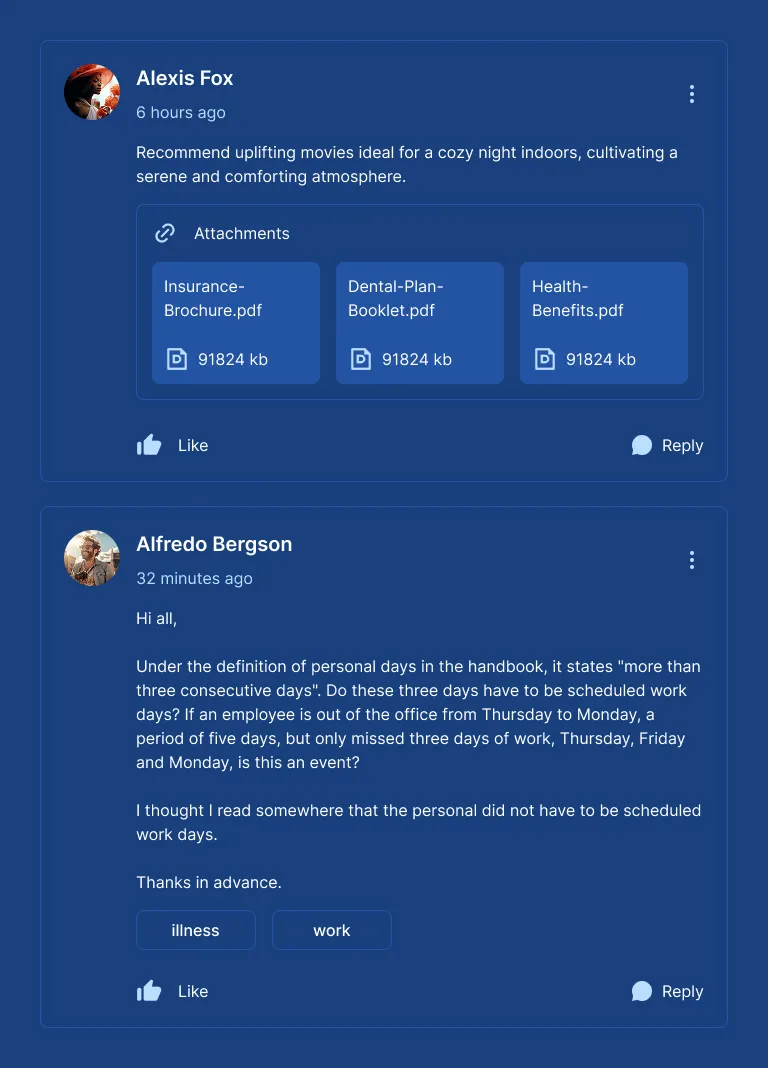 Alexis Fox
6 hours ago
Recommend uplifting movies ideal for a cozy night indoors, cultivating a
serene and comforting atmosphere.
Attachments
Insurance-
Brochure.pdf
91824 kb
Dental-Plan-
Booklet.pdf
91824 kb
Health-
Benefits.pdf
91824 kb
Like
Reply
Alfredo Bergson
32 minutes ago
Hi all,
Under the definition of personal days in the handbook, it states "more than
three consecutive days". Do these three days have to be scheduled work
days? If an employee is out of the office from Thursday to Monday, a
period of five days, but only missed three days of work, Thursday, Friday
and Monday, is this an event?
I thought I read somewhere that the personal did not have to be scheduled
work days.
Thanks in advance.
illness
work
Like
Reply